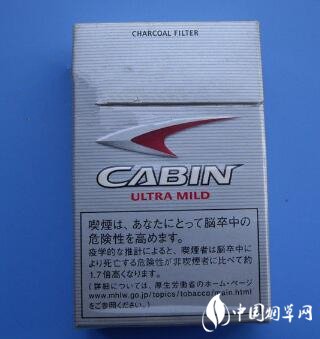 CHARCOAL FILTER
CABIN
ULTRA MILD
喫煙は、あなたにとって脳卒中の
危険性を高めます。
疫学的な推計によると、喫煙者は脳卒中に
より死亡する危険性が非喫煙者に比べて約
1.7倍高くなります。
(詳細については、厚生労働省のホーム・ページ
www.mhlw.go.jp/topics/tobacco/main.html
をご参照ください。)
中国烟草网